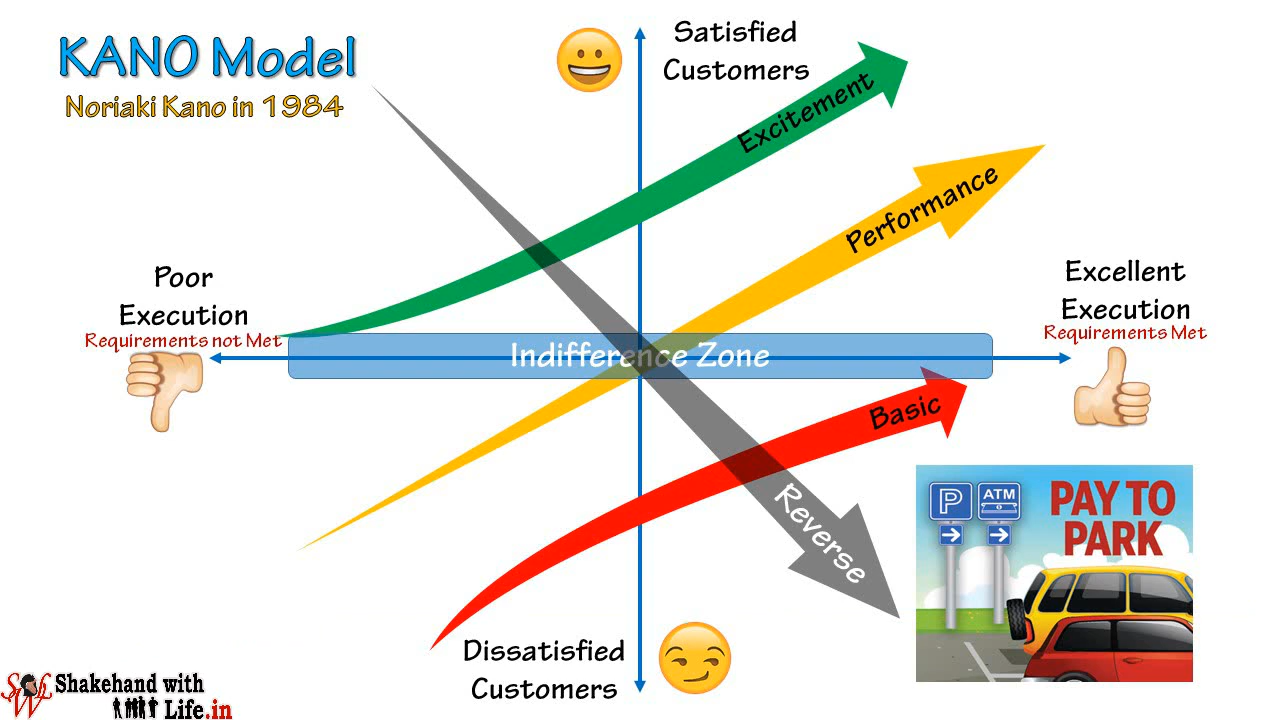 KANO Model
Noriaki Kano in 1984
Satisfied
Customers
Excitement
Performance
Poor
Execution
Requirements not Met
Excellent
Execution
Requirements Met
Indifference Zone
Basic
Reverse
P
ATM
PAY TO
PARK
Dissatisfied
Customers
SWL
Shakehand with
Life.in